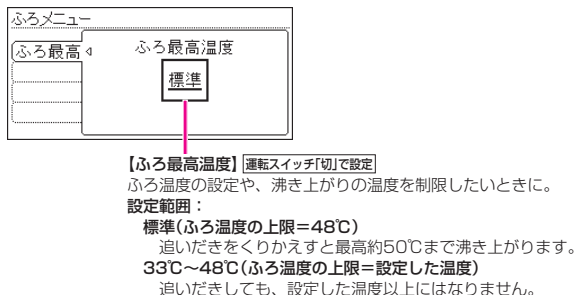 ふろメニュー
ふろ最高
ふろ最高温度
標準
【ふろ最高温度】 運転スイッチ「切」で設定
ふろ温度の設定や、沸き上がりの温度を制限したいときに。
設定範囲：
標準(ふろ温度の上限=48℃)
追いだきをくりかえすと最高約50℃まで沸き上がります。
33℃～48℃(ふろ温度の上限=設定した温度)
追いだきしても、設定した温度以上にはなりません。